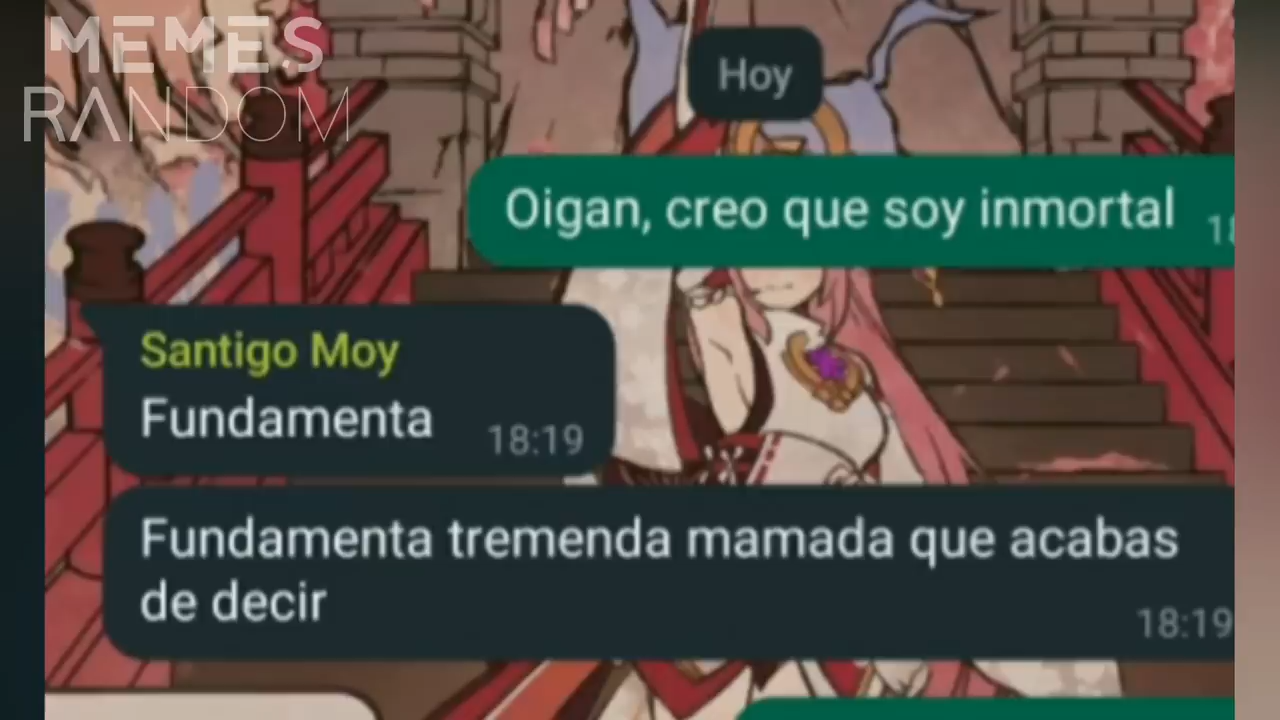 MEMES
RANDOM
Hoy
Oigan, creo que soy inmortal
Santigo Moy
Fundamenta 18:19
Fundamenta tremenda mamada que acabas
de decir
18:19